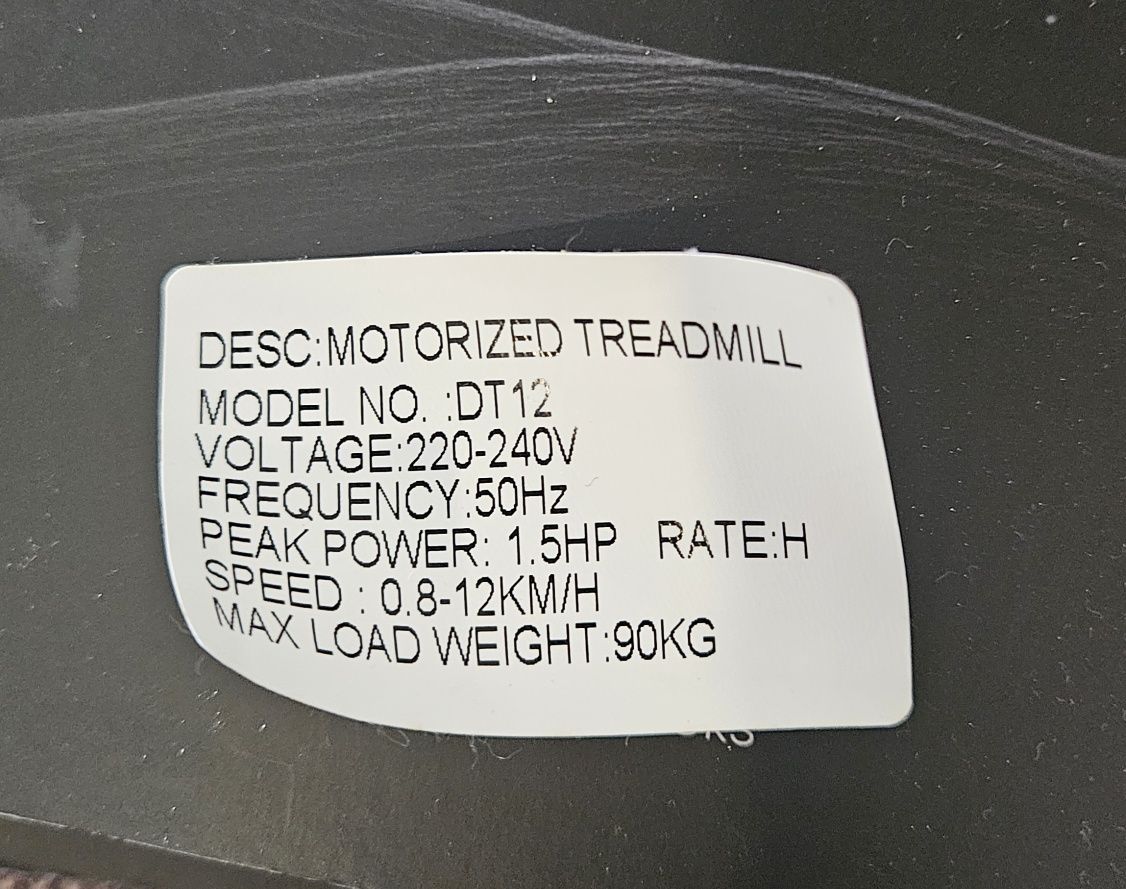 DESC:MOTORIZED TREADMILL
MODEL NO. :DT12
VOLTAGE:220-240V
FREQUENCY:50Hz
PEAK POWER: 1.5HP RATE:H
SPEED : 0.8-12KM/H
MAX LOAD WEIGHT:90KG